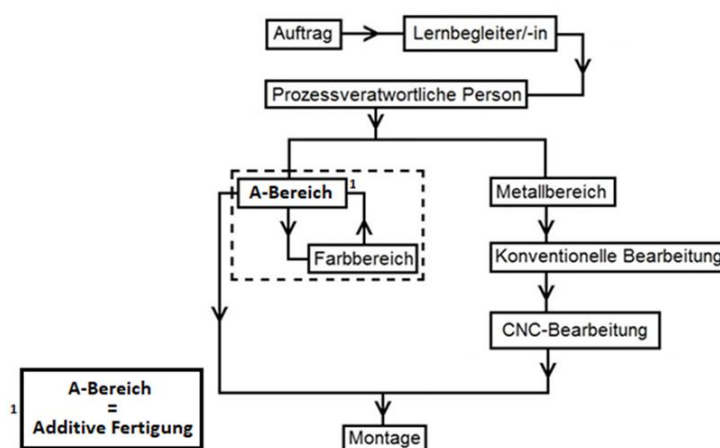 Auftrag
Lernbegleiter/-in
Prozessveratwortliche Person
A-Bereich 1
Metallbereich
Farbbereich
Konventionelle Bearbeitung
CNC-Bearbeitung
1 A-Bereich
=
Additive Fertigung
Montage